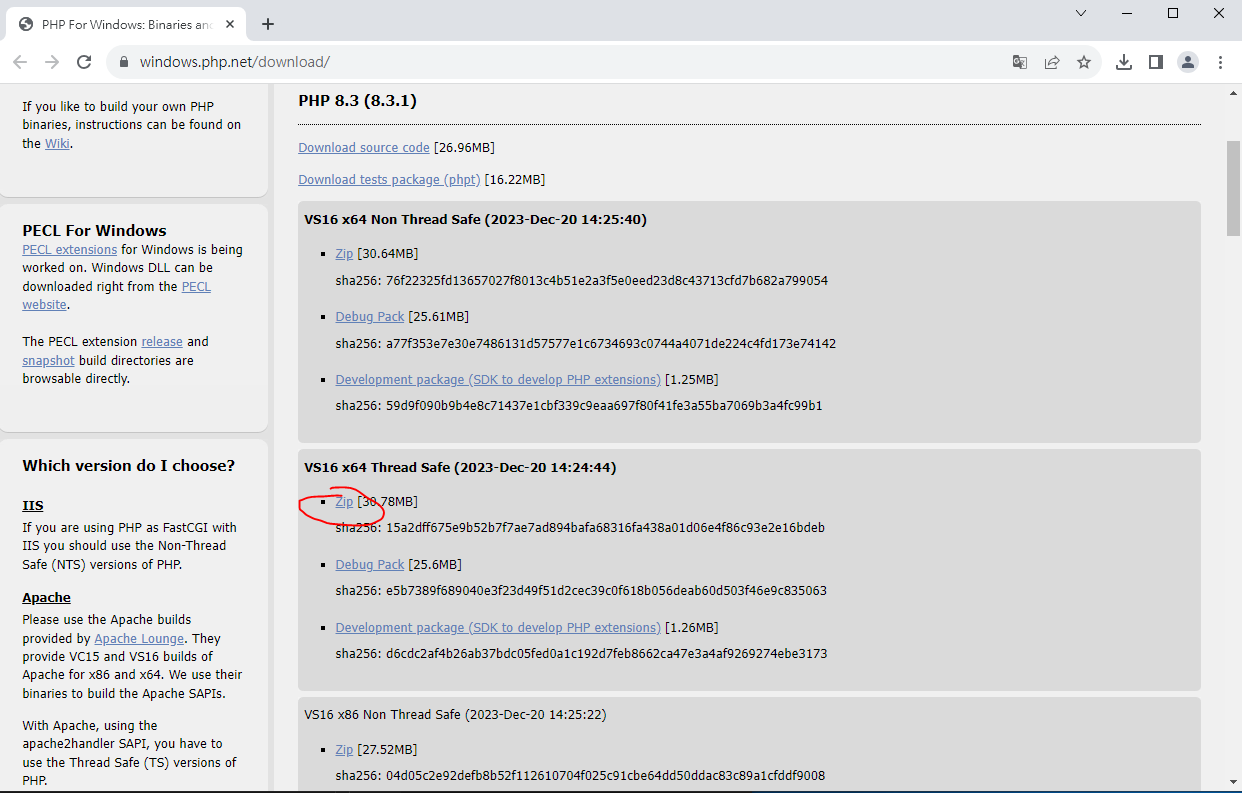 PHP For Windows: Binaries and
windows.php.net/download/
If you like to build your own PHP
binaries, instructions can be found on
the Wiki.
PECL For Windows
PECL extensions for Windows is being
worked on. Windows DLL can be
downloaded right from the PECL
website.
The PECL extension release and
snapshot build directories are
browsable directly.
Which version do I choose?
IIS
If you are using PHP as FastCGI with
IIS you should use the Non-Thread
Safe (NTS) versions of PHP.
Apache
Please use the Apache builds
provided by Apache Lounge. They
provide VC15 and VS16 builds of
Apache for x86 and x64. We use their
binaries to build the Apache SAPIs.
With Apache, using the
apache2handler SAPI, you have to
use the Thread Safe (TS) versions of
PHP.
PHP 8.3 (8.3.1)
Download source code [26.96MB]
Download tests package (phpt) [16.22MB]
VS16 x64 Non Thread Safe (2023-Dec-20 14:25:40)
Zip [30.64MB]
sha256: 76f22325fd13657027f8013c4b51e2a3f5e0eed23d8c43713cfd7b682a799054
Debug Pack [25.61MB]
sha256: a77f353e7e30e7486131d57577e1c6734693c0744a4071de224c4fd173e74142
Development package (SDK to develop PHP extensions) [1.25MB]
sha256: 59d9f090b9b4e8c71437e1cbf339c9eaa697f80f41fe3a55ba7069b3a4fc99b1
VS16 x64 Thread Safe (2023-Dec-20 14:24:44)
Zip [30.78MB]
sha256: 15a2dff675e9b52b7f7ae7ad894bafa68316fa438a01d06e4f86c93e2e16bdeb
Debug Pack [25.6MB]
sha256: e5b7389f689040e3f23d49f51d2cec39c0f618b056deab60d503f46e9c835063
Development package (SDK to develop PHP extensions) [1.26MB]
sha256: d6cdc2af4b26ab37bdc05fed0a1c192d7feb8662ca47e3a4af9269274ebe3173
VS16 x86 Non Thread Safe (2023-Dec-20 14:25:22)
Zip [27.52MB]
sha256: 04d05c2e92defb8b52f112610704f025c91cbe64dd50ddac83c89a1cfddf9008